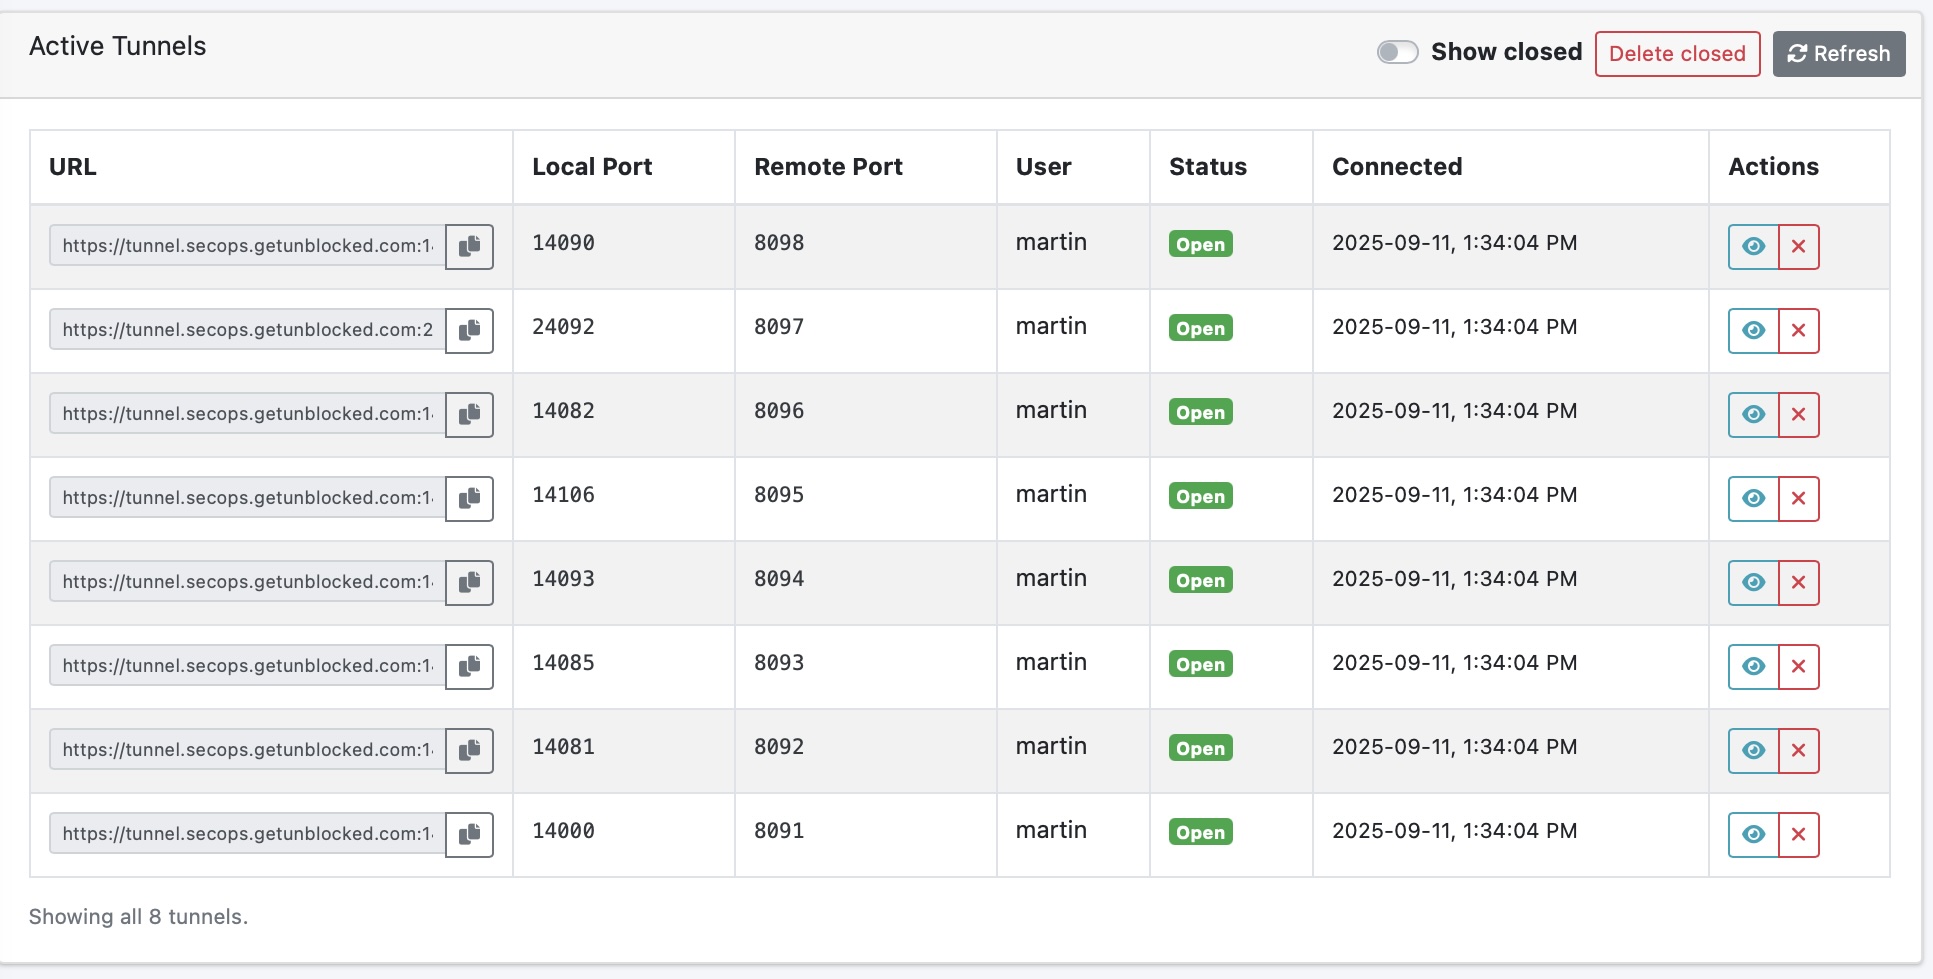 Active Tunnels
Show closed
Delete closed
Refresh
URL Local Port Remote Port User Status Connected Actions
https://tunnel.secops.getunblocked.com:1 14090 8098 martin Open 2025-09-11, 1:34:04 PM
https://tunnel.secops.getunblocked.com:2 24092 8097 martin Open 2025-09-11, 1:34:04 PM
https://tunnel.secops.getunblocked.com:1 14082 8096 martin Open 2025-09-11, 1:34:04 PM
https://tunnel.secops.getunblocked.com:1 14106 8095 martin Open 2025-09-11, 1:34:04 PM
https://tunnel.secops.getunblocked.com:1 14093 8094 martin Open 2025-09-11, 1:34:04 PM
https://tunnel.secops.getunblocked.com:1 14085 8093 martin Open 2025-09-11, 1:34:04 PM
https://tunnel.secops.getunblocked.com:1 14081 8092 martin Open 2025-09-11, 1:34:04 PM
https://tunnel.secops.getunblocked.com:1 14000 8091 martin Open 2025-09-11, 1:34:04 PM
Showing all 8 tunnels.